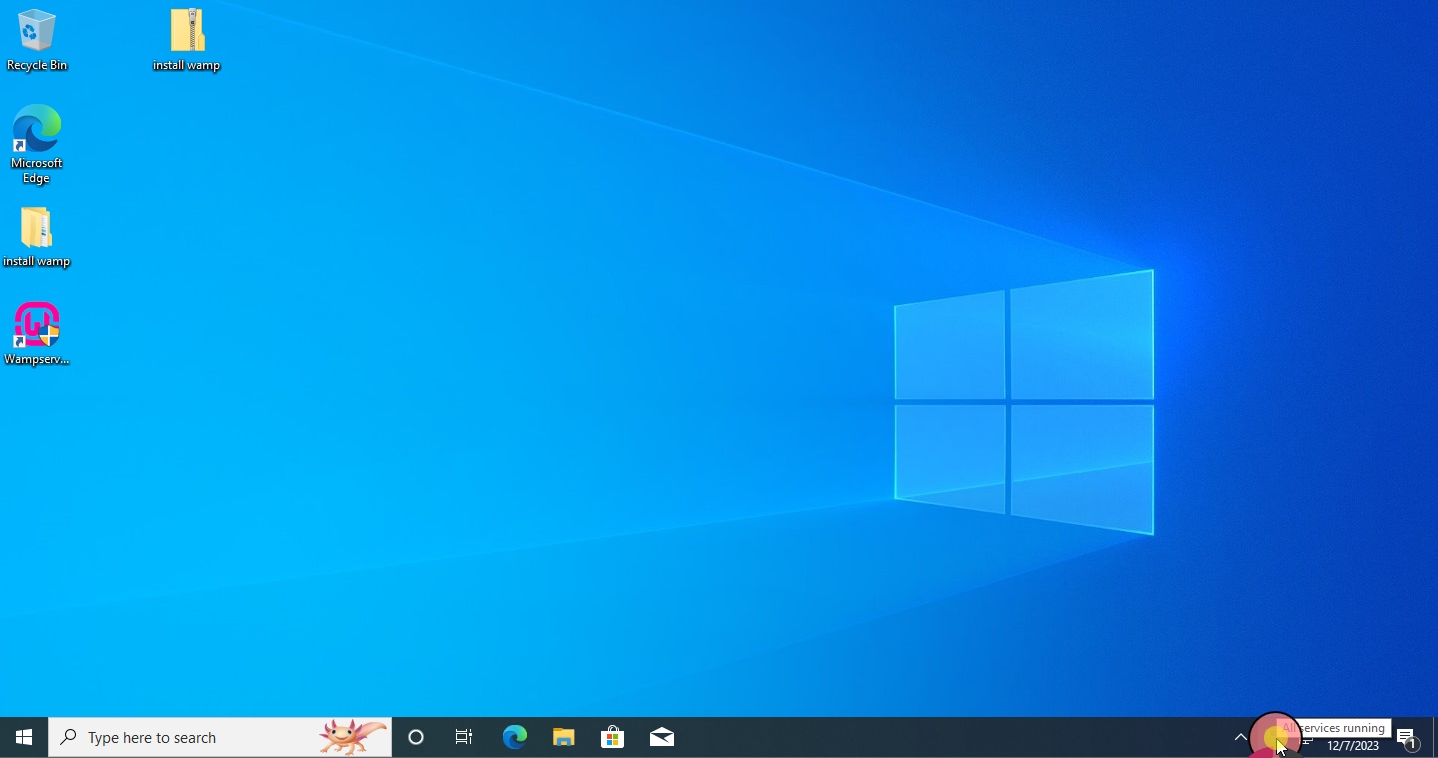 Recycle Bin
install wamp
Microsoft
Edge
install wamp
Wampserv...
Type here to search
All services running
12/7/2023
1